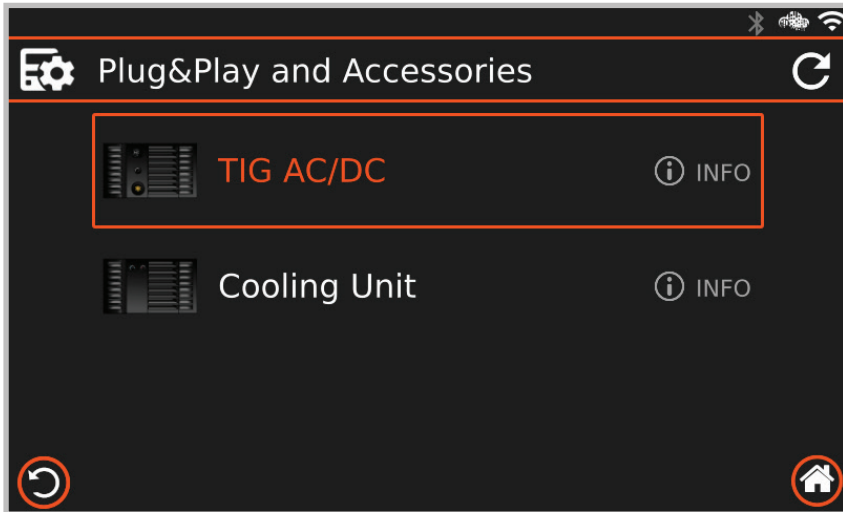 Plug&Play and Accessories
TIG AC/DC
INFO
Cooling Unit
INFO